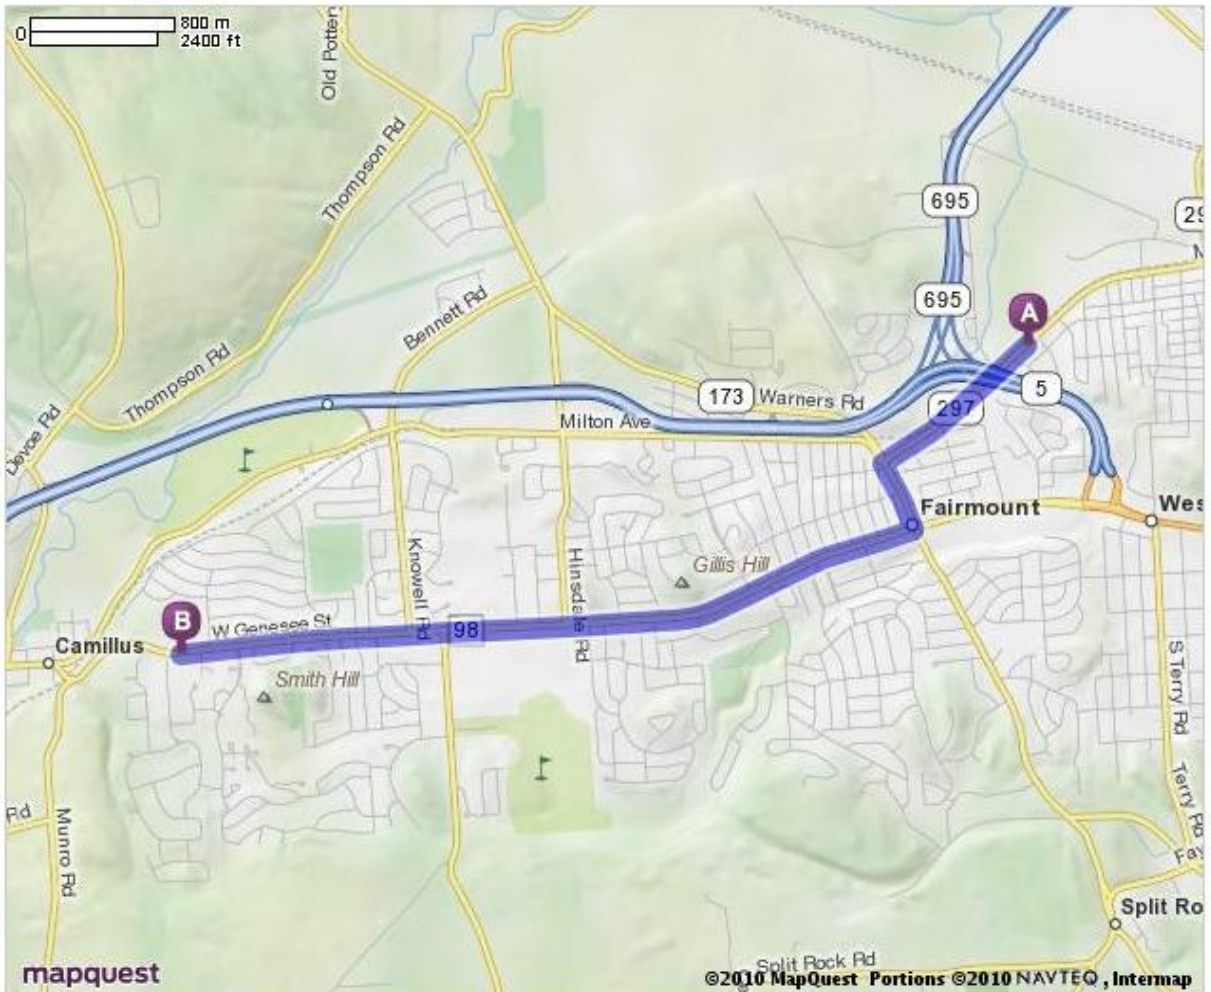 800 m
0
2400 ft
Old Pottery
Thompson Rd
695
29
N
695
A
Bennett Rd
Thompson Rd
173
Warners Rd
5
297
Devoe Rd
Milton Ave
Fairmount
Wes
Knowell Rd
Hinsdale Rd
Gillis Hill
B
W Genesee St
98
Camillus
Smith Hill
S Terry Rd
Terry Rd
Rd
Munro Rd
Fay
Split Ro
Split Rock Rd
mapquest
©2010 MapQuest Portions ©2010 NAVTEQ, Intermap